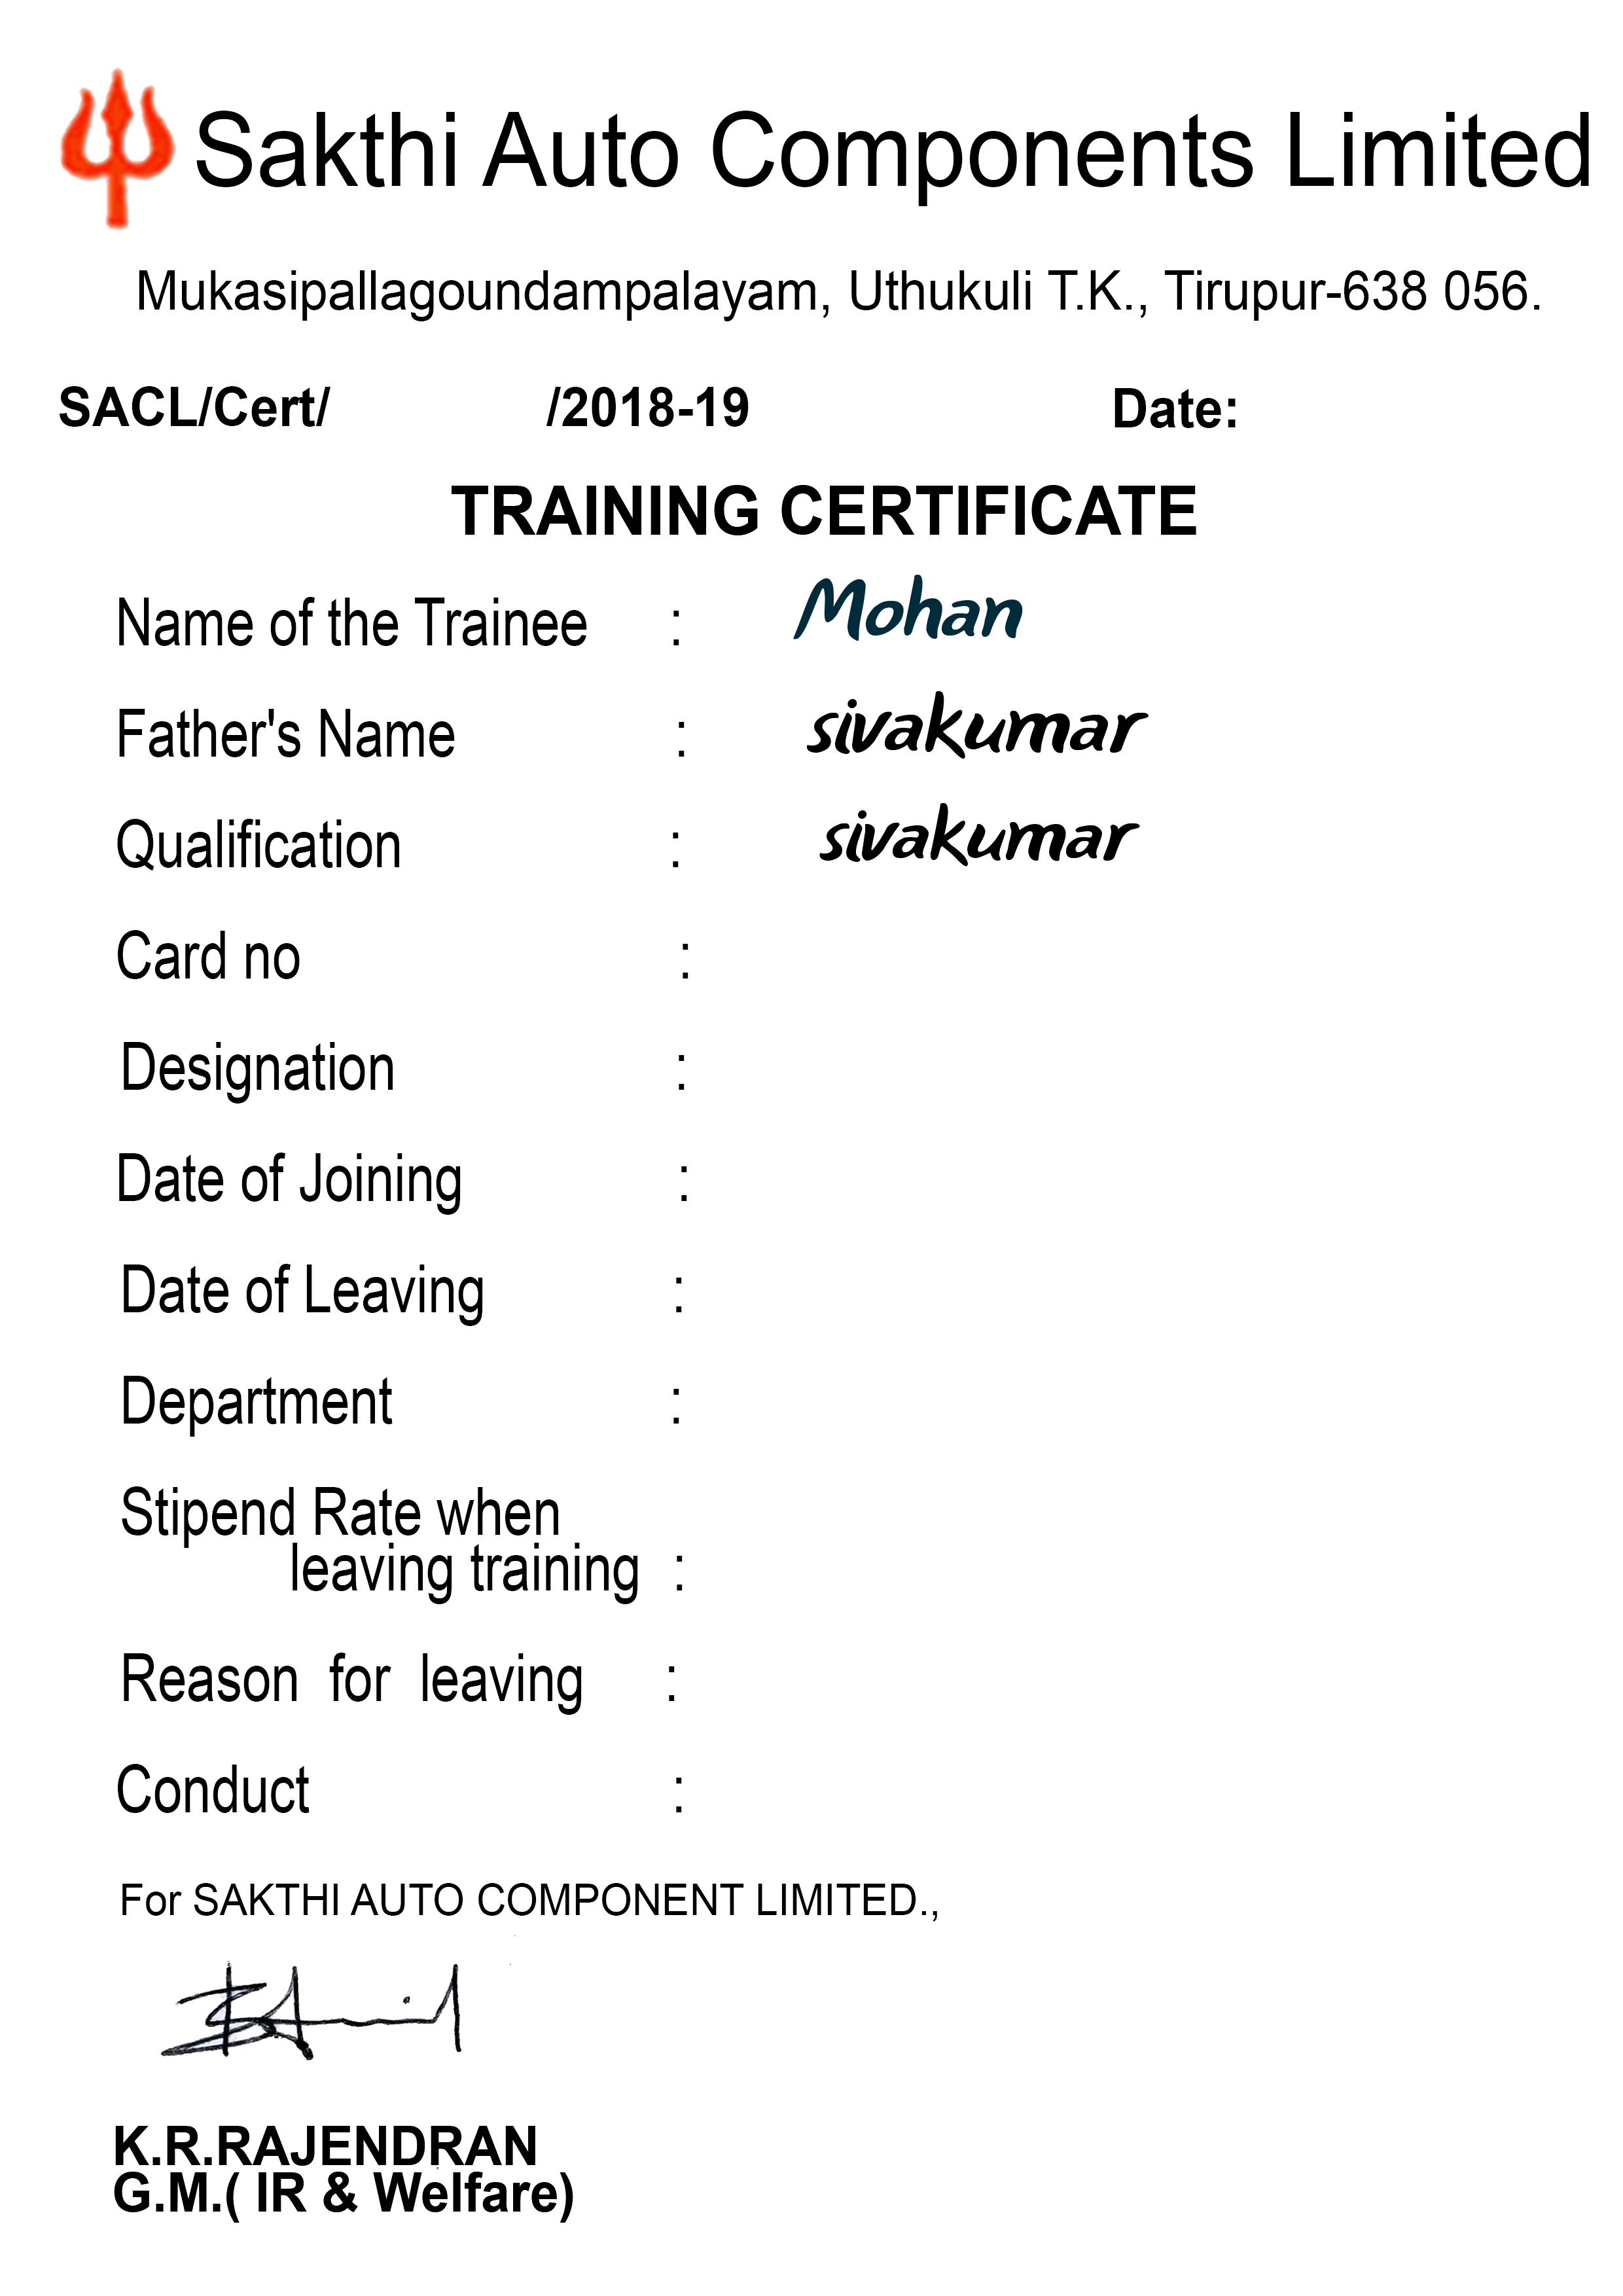 Sakthi Auto Components Limited
Mukasipallagoundampalayam, Uthukuli T.K., Tirupur-638 056.
SACL/Cert/ /2018-19 Date:
TRAINING CERTIFICATE
Name of the Trainee : Mohan
Father's Name : sivakumar
Qualification : sivakumar
Card no :
Designation :
Date of Joining :
Date of Leaving :
Department :
Stipend Rate when
leaving training :
Reason for leaving :
Conduct :
For SAKTHI AUTO COMPONENT LIMITED.,
K.R.RAJENDRAN
G.M.( IR & Welfare)